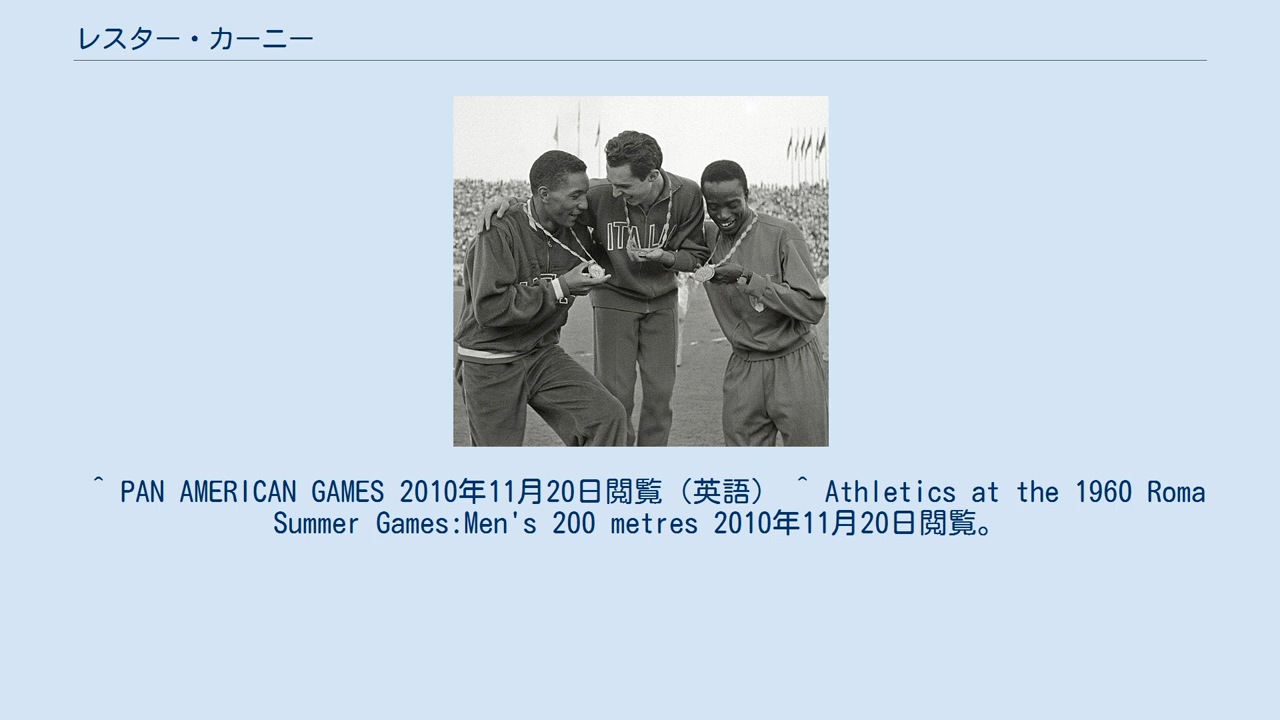 レスター・カーニー
ITALIA
^ PAN AMERICAN GAMES 2010年11月20日閲覧（英語） ^ Athletics at the 1960 Roma
Summer Games:Men's 200 metres 2010年11月20日閲覧。